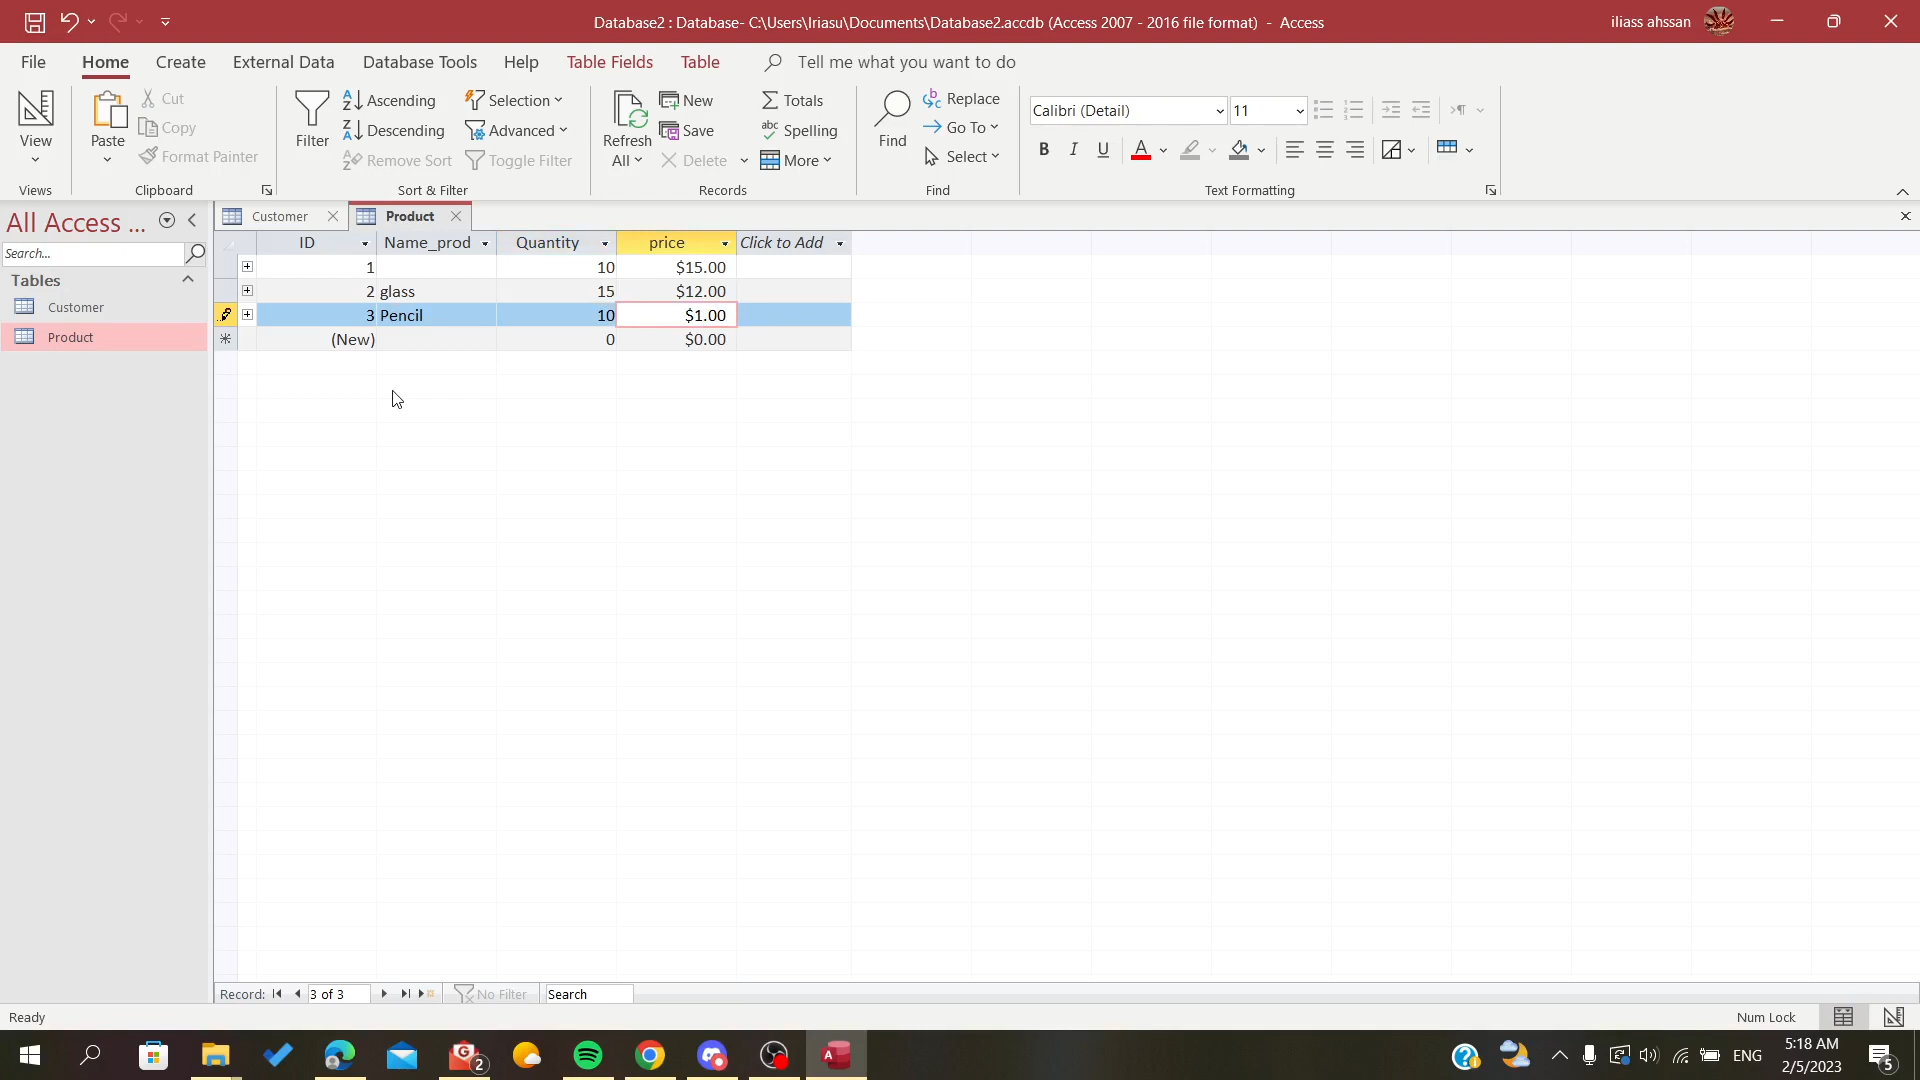 Database2 : Database- C:\Users\Iriasu\Documents\Database2.accdb (Access 2007 - 2016 file format) - Access
iliass ahssan
File Home Create External Data Database Tools Help Table Fields Table Tell me what you want to do
View
Views
Paste
Cut
Copy
Format Painter
Clipboard
Filter
Ascending
Descending
Remove Sort
Selection
Advanced
Toggle Filter
Sort & Filter
Refresh
All
New
Save
Delete
Totals
Spelling
More
Records
Find
Replace
Go To
Select
Find
Calibri (Detail) 11
B I U A
Text Formatting
All Access ...
Search...
Tables
Customer
Product
Customer Product
ID Name_prod Quantity price Click to Add
1 10 $15.00
2 glass 15 $12.00
3 Pencil 10 $1.00
(New) 0 $0.00
Record: 3 of 3 No Filter Search
Ready
Num Lock
2
ENG
5:18 AM
2/5/2023
5